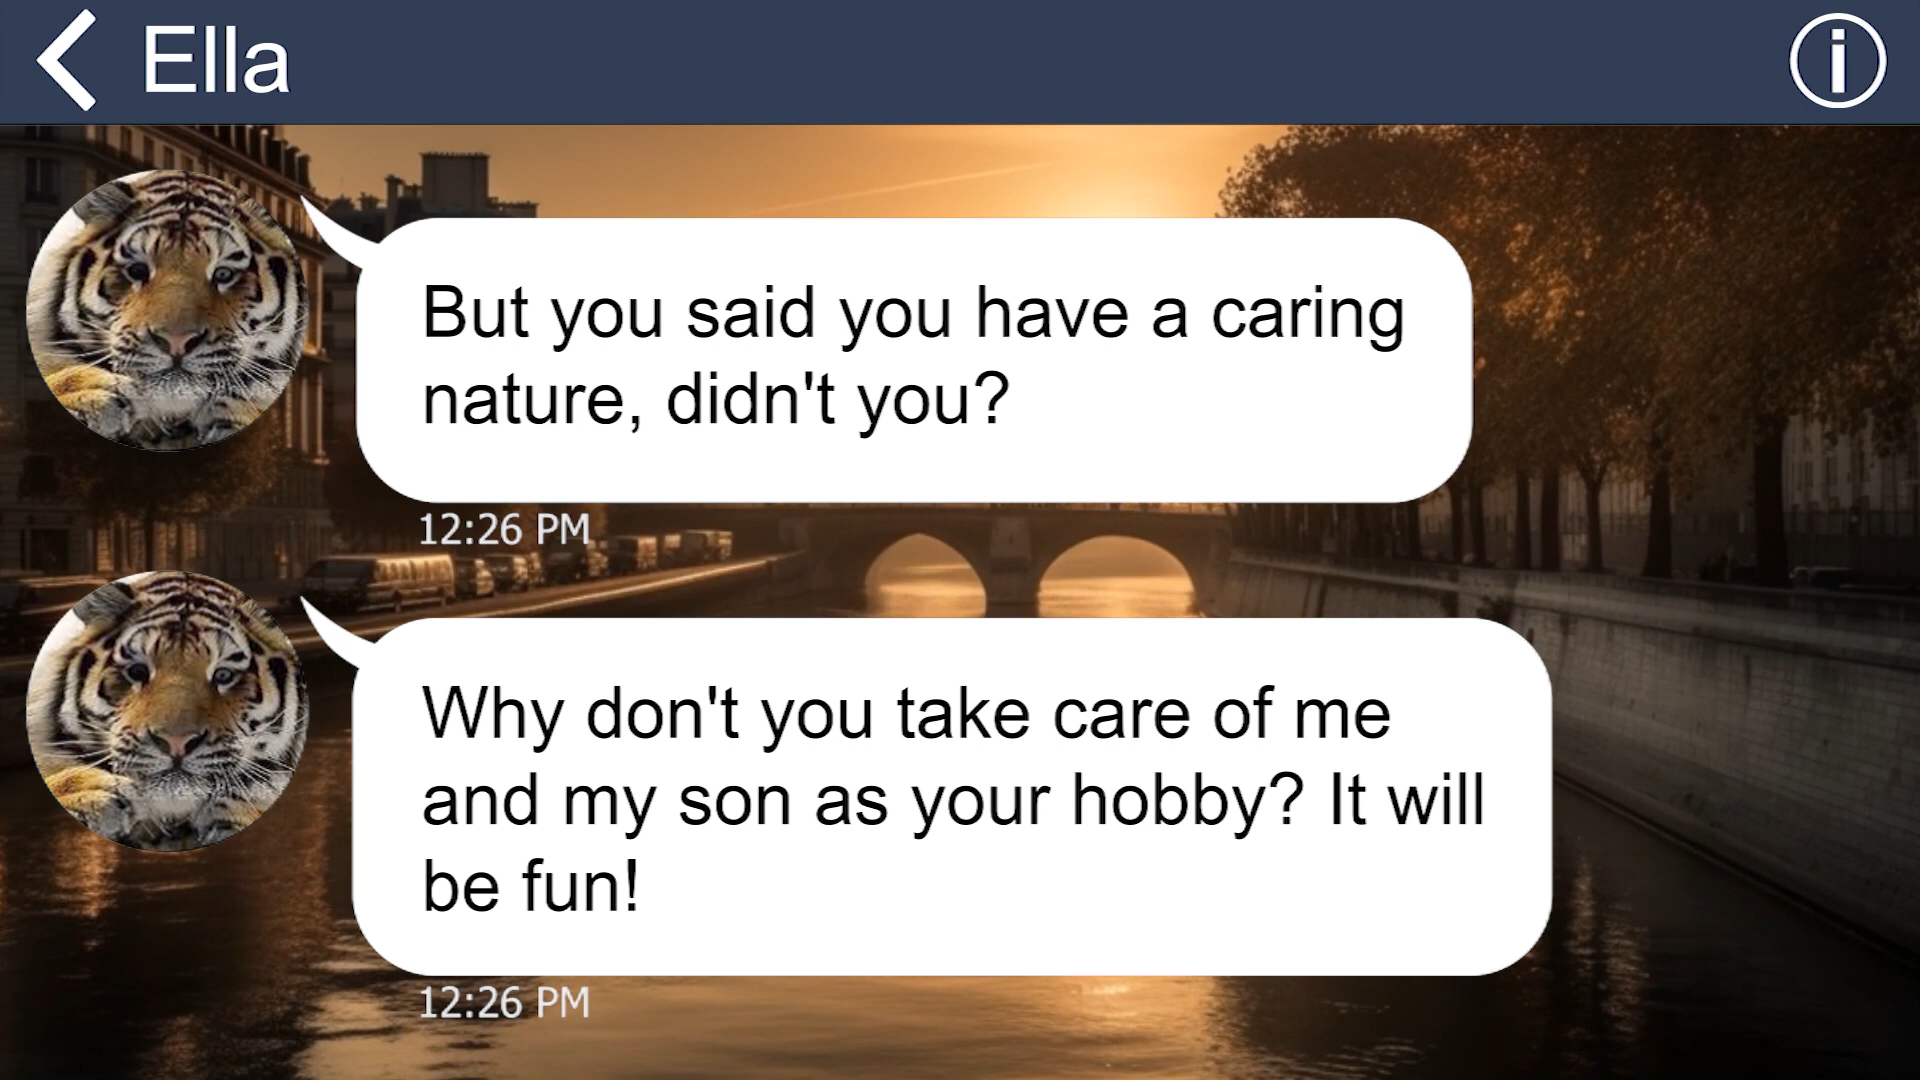 Ella
But you said you have a caring
nature, didn't you?
12:26 PM
Why don't you take care of me
and my son as your hobby? It will
be fun!
12:26 PM